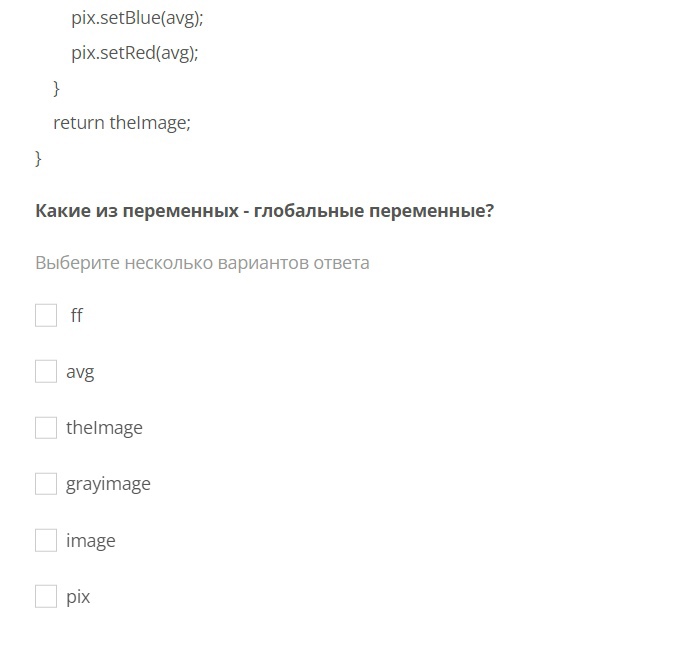 pix.setBlue(avg);
pix.setRed(avg);
}
return theImage;
}
Какие из переменных - глобальные переменные?
Выберите несколько вариантов ответа
ff
avg
theImage
grayimage
image
pix